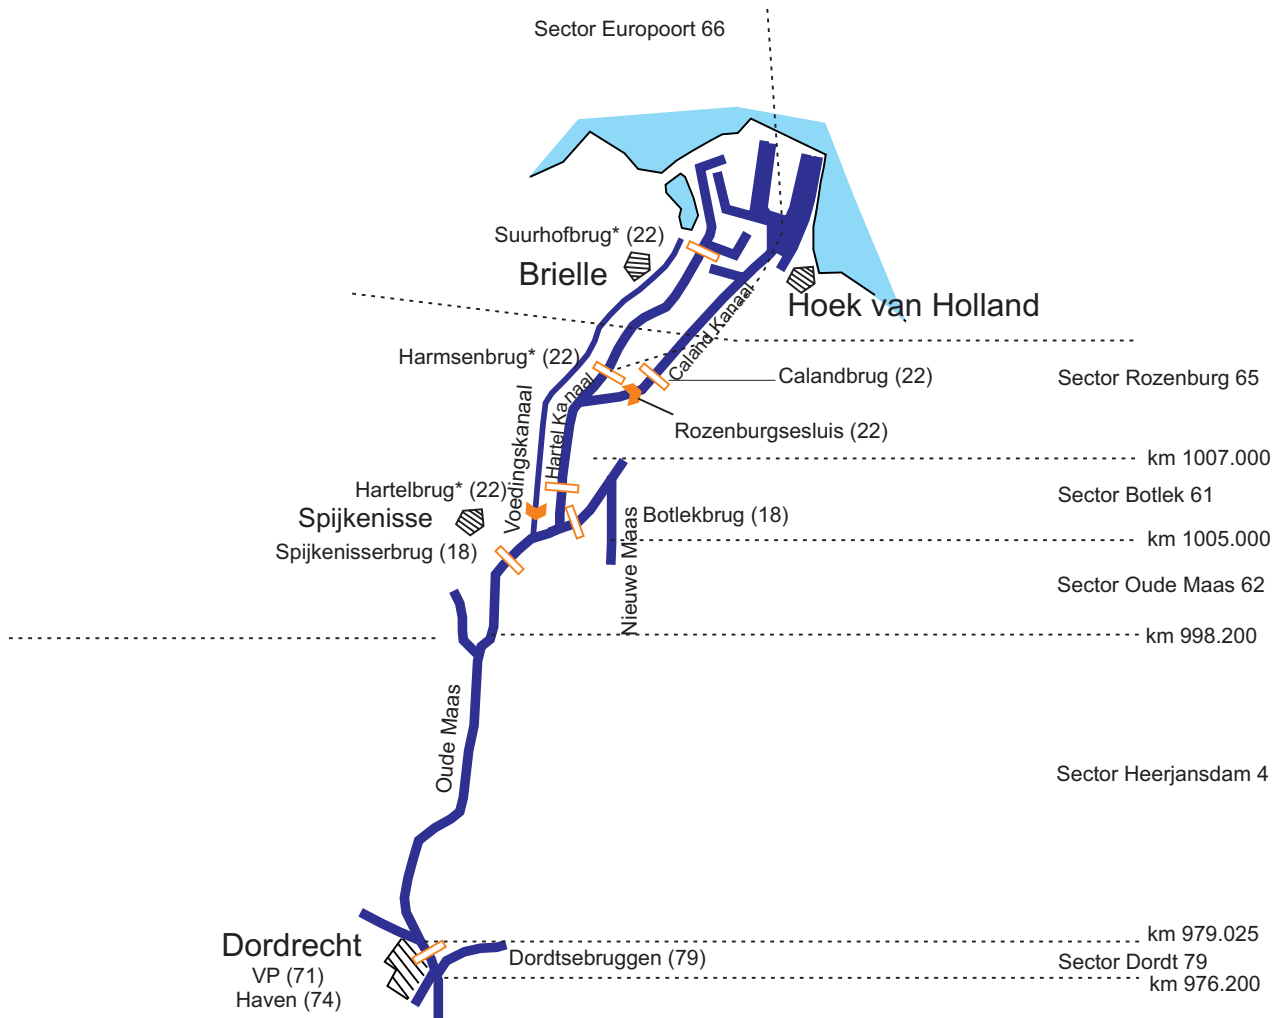 Sector Europoort 66
Suurhofbrug* (22)
Brielle
Hoek van Holland
Caland Kanaal
Harmsenbrug* (22)
Calandbrug (22)
Sector Rozenburg 65
Hartel Kanaal
Voedingskanaal
Rozenburgsesluis (22)
km 1007.000
Hartelbrug* (22)
Sector Botlek 61
Spijkenisse
Botlekbrug (18)
Spijkenisserbrug (18)
km 1005.000
Nieuwe Maas
Sector Oude Maas 62
km 998.200
Oude Maas
Sector Heerjansdam 4
km 979.025
Dordrecht
Dordtsebruggen (79)
Sector Dordt 79
VP (71)
km 976.200
Haven (74)